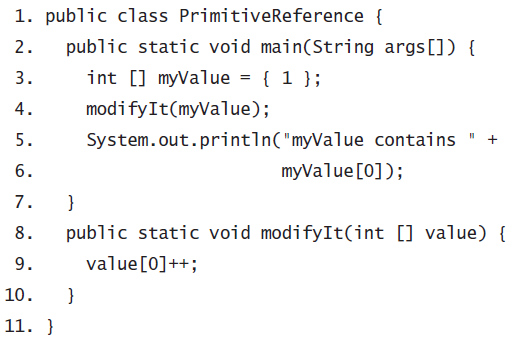 1. public class PrimitiveReference {
2. public static void main(String args[]) {
3. int [] myValue = { 1 };
4. modifyIt(myValue);
5. System.out.println("myValue contains " +
6. myValue[0]);
7. }
8. public static void modifyIt(int [] value) {
9. value[0]++;
10. }
11. }